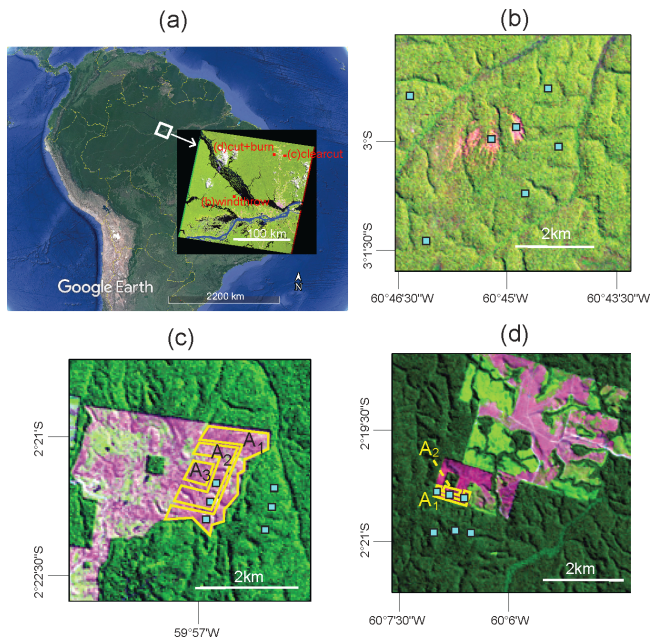 (a)
(d)cut+burn
(c)clearcut
(b)windthrow
100 km
Google Earth
2200 km
N
(b)
3°S
3°1'30"S
2km
60°46'30"W
60°45'W
60°43'30"W
(c)
2°21'S
2°22'30"S
A1
A2
A3
2km
59°57'W
(d)
2°19'30"S
2°21'S
A2
A1
2km
60°7'30"W
60°6'W